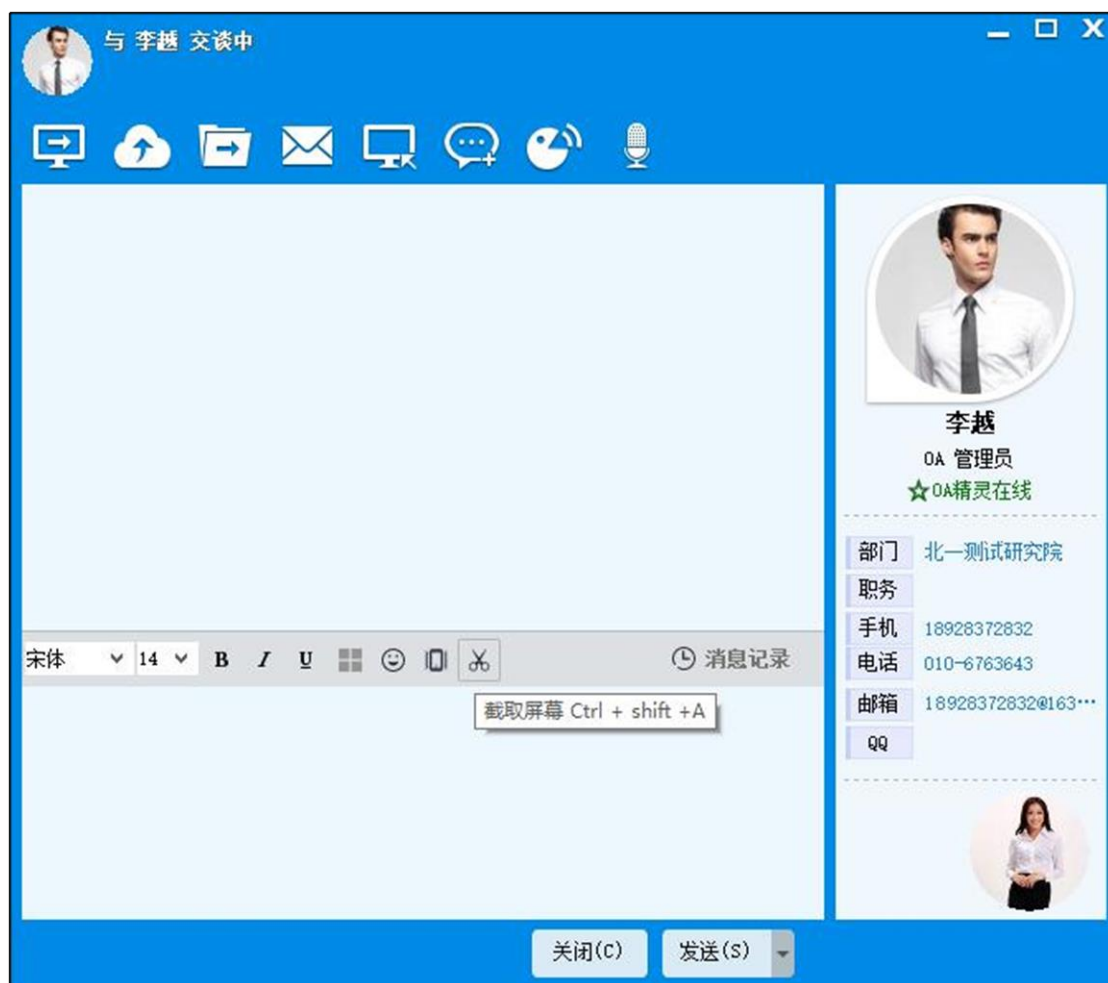 与 李越 交谈中
宋体 14 B I U 消息记录
截取屏幕 Ctrl + shift +A
李越
OA 管理员
OA精灵在线
部门 北一测试研究院
职务
手机 18928372832
电话 010-6763643
邮箱 18928372832@163…
QQ
关闭(C) 发送(S)